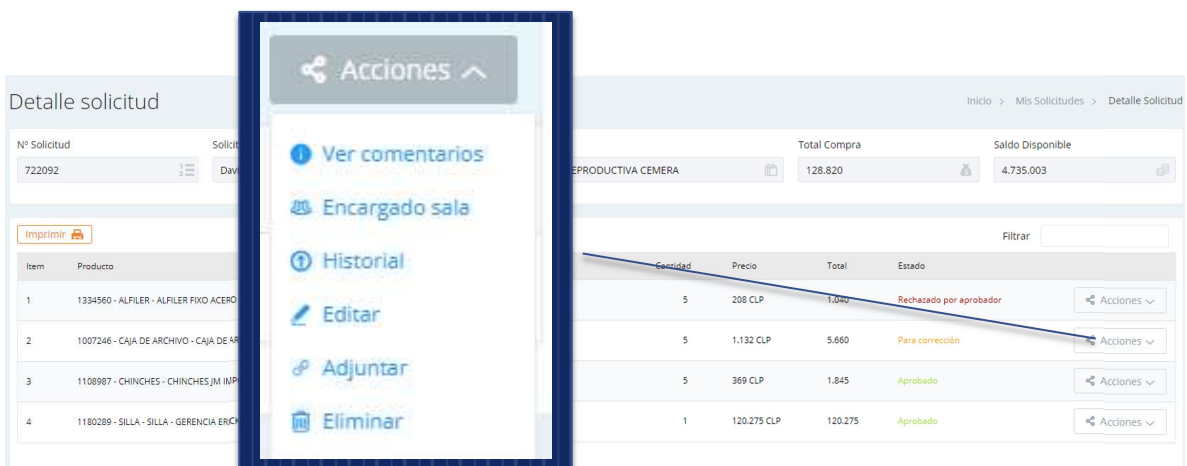 Acciones
Detalle solicitud
Inicio > Mis Solicitudes > Detalle Solicitud
Ver comentarios
Encargado sala
Historial
Editar
Adjuntar
Eliminar
Nº Solicitud Solicit Total Compra Saldo Disponible
722092 Davi EPRODUCTIVA CEMERA 128.820 4.735.003
Imprimir Filtrar
Item Producto Cantidad Precio Total Estado
1 1334560 - ALFILER - ALFILER FIXO ACERO 5 208 CLP 1.040 Rechazado por aprobador Acciones
2 1007246 - CAJA DE ARCHIVO - CAJA DE AR 5 1.132 CLP 5.660 Para corrección Acciones
3 1108987 - CHINCHES - CHINCHES JM IMP 5 369 CLP 1.845 Aprobado Acciones
4 1180289 - SILLA - SILLA - GERENCIA ERICK 1 120.275 CLP 120.275 Aprobado Acciones